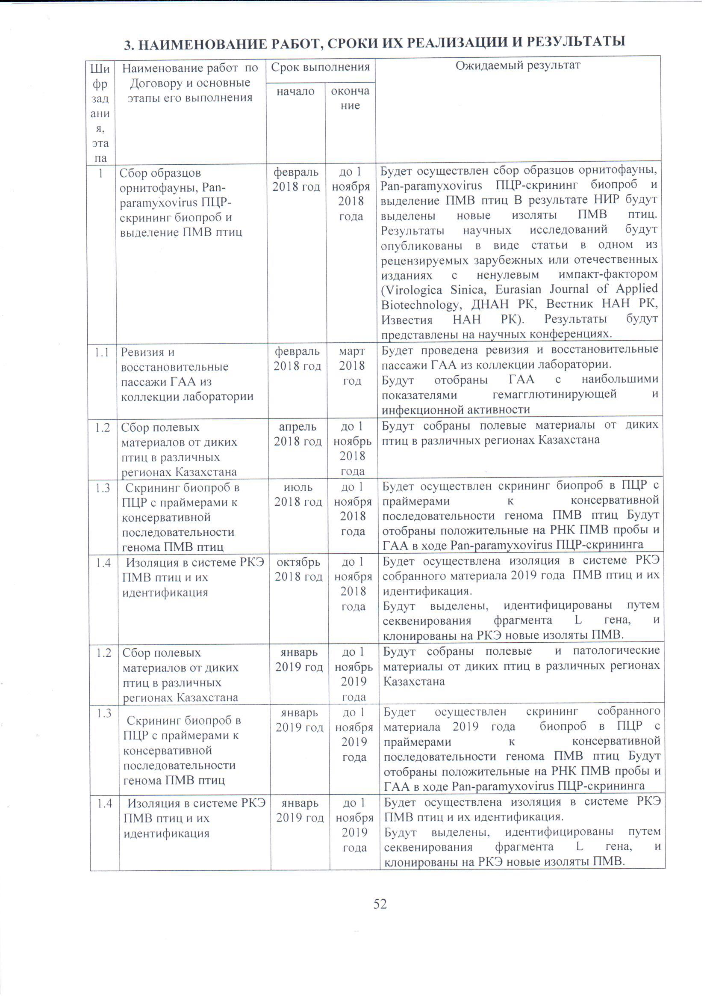 3. НАИМЕНОВАНИЕ РАБОТ, СРОКИ ИХ РЕАЛИЗАЦИИ И РЕЗУЛЬТАТЫ
Ши
фр
зад
ани
я,
эта
па
Наименование работ по
Договору и основные
этапы его выполнения
Срок выполнения
начало
оконча
ние
Ожидаемый результат
1
Сбор образцов
орнитофауны, Pan-
paramyxovirus ПЦР-
скрининг биопроб и
выделение ПМВ птиц
февраль
2018 год
до 1
ноября
2018
года
Будет осуществлен сбор образцов орнитофауны,
Pan-paramyxovirus ПЦР-скрининг биопроб и
выделение ПМВ птиц В результате НИР будут
выделены новые изоляты ПМВ птиц.
Результаты научных исследований будут
опубликованы в виде статьи в одном из
рецензируемых зарубежных или отечественных
изданиях с ненулевым импакт-фактором
(Virologica Sinica, Eurasian Journal of Applied
Biotechnology, ДНАН РК, Вестник НАН РК,
Известия НАН РК). Результаты будут
представлены на научных конференциях.
1.1
Ревизия и
восстановительные
пассажи ГАА из
коллекции лаборатории
февраль
2018 год
март
2018
год
Будет проведена ревизия и восстановительные
пассажи ГАА из коллекции лаборатории.
Будут отобраны ГАА с наибольшими
показателями гемагглютинирующей и
инфекционной активности
1.2
Сбор полевых
материалов от диких
птиц в различных
регионах Казахстана
апрель
2018 год
до 1
ноябрь
2018
года
Будут собраны полевые материалы от диких
птиц в различных регионах Казахстана
1.3
Скрининг биопроб в
ПЦР с праймерами к
консервативной
последовательности
генома ПМВ птиц
июль
2018 год
до 1
ноября
2018
года
Будет осуществлен скрининг биопроб в ПЦР с
праймерами к консервативной
последовательности генома ПМВ птиц Будут
отобраны положительные на РНК ПМВ пробы и
ГАА в ходе Pan-paramyxovirus ПЦР-скрининга
1.4
Изоляция в системе РКЭ
ПМВ птиц и их
идентификация
октябрь
2018 год
до 1
ноября
2018
года
Будет осуществлена изоляция в системе РКЭ
собранного материала 2019 года ПМВ птиц и их
идентификация.
Будут выделены, идентифицированы путем
секвенирования фрагмента L гена, и
клонированы на РКЭ новые изоляты ПМВ.
1.2
Сбор полевых
материалов от диких
птиц в различных
регионах Казахстана
январь
2019 год
до 1
ноябрь
2019
года
Будут собраны полевые и патологические
материалы от диких птиц в различных регионах
Казахстана
1.3
Скрининг биопроб в
ПЦР с праймерами к
консервативной
последовательности
генома ПМВ птиц
январь
2019 год
до 1
ноября
2019
года
Будет осуществлен скрининг собранного
материала 2019 года биопроб в ПЦР с
праймерами к консервативной
последовательности генома ПМВ птиц Будут
отобраны положительные на РНК ПМВ пробы и
ГАА в ходе Pan-paramyxovirus ПЦР-скрининга
1.4
Изоляция в системе РКЭ
ПМВ птиц и их
идентификация
январь
2019 год
до 1
ноября
2019
года
Будет осуществлена изоляция в системе РКЭ
ПМВ птиц и их идентификация.
Будут выделены, идентифицированы путем
секвенирования фрагмента L гена, и
клонированы на РКЭ новые изоляты ПМВ.
52